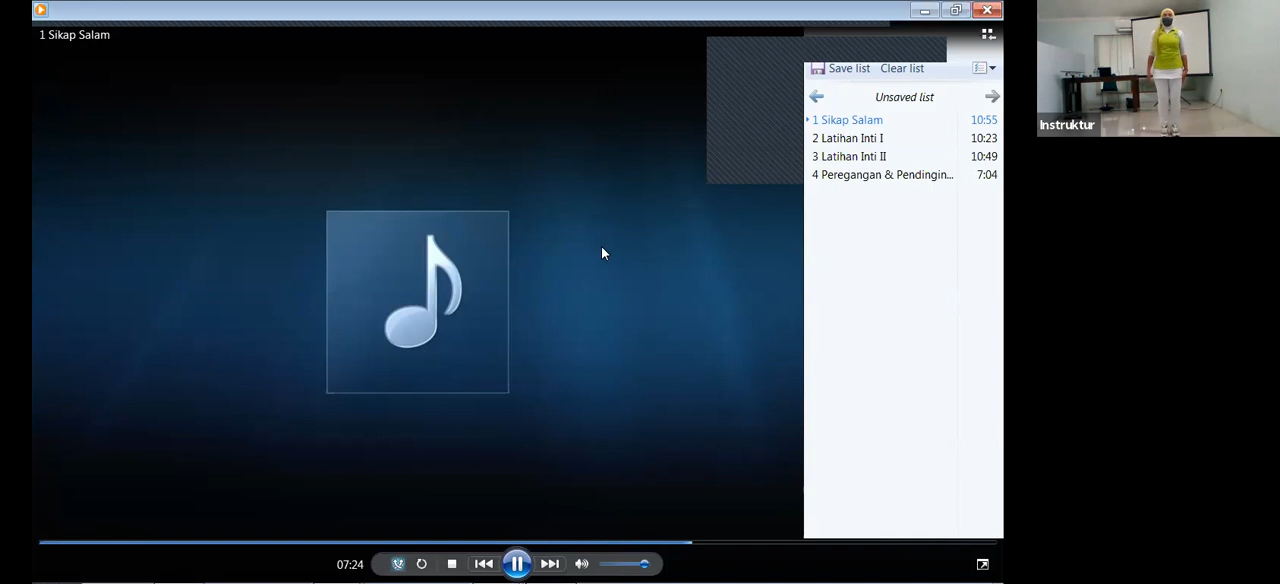 1 Sikap Salam
Save list Clear list
Unsaved list
1 Sikap Salam 10:55
2 Latihan Inti I 10:23
3 Latihan Inti II 10:49
4 Peregangan & Pendingin... 7:04
Instruktur
07:24